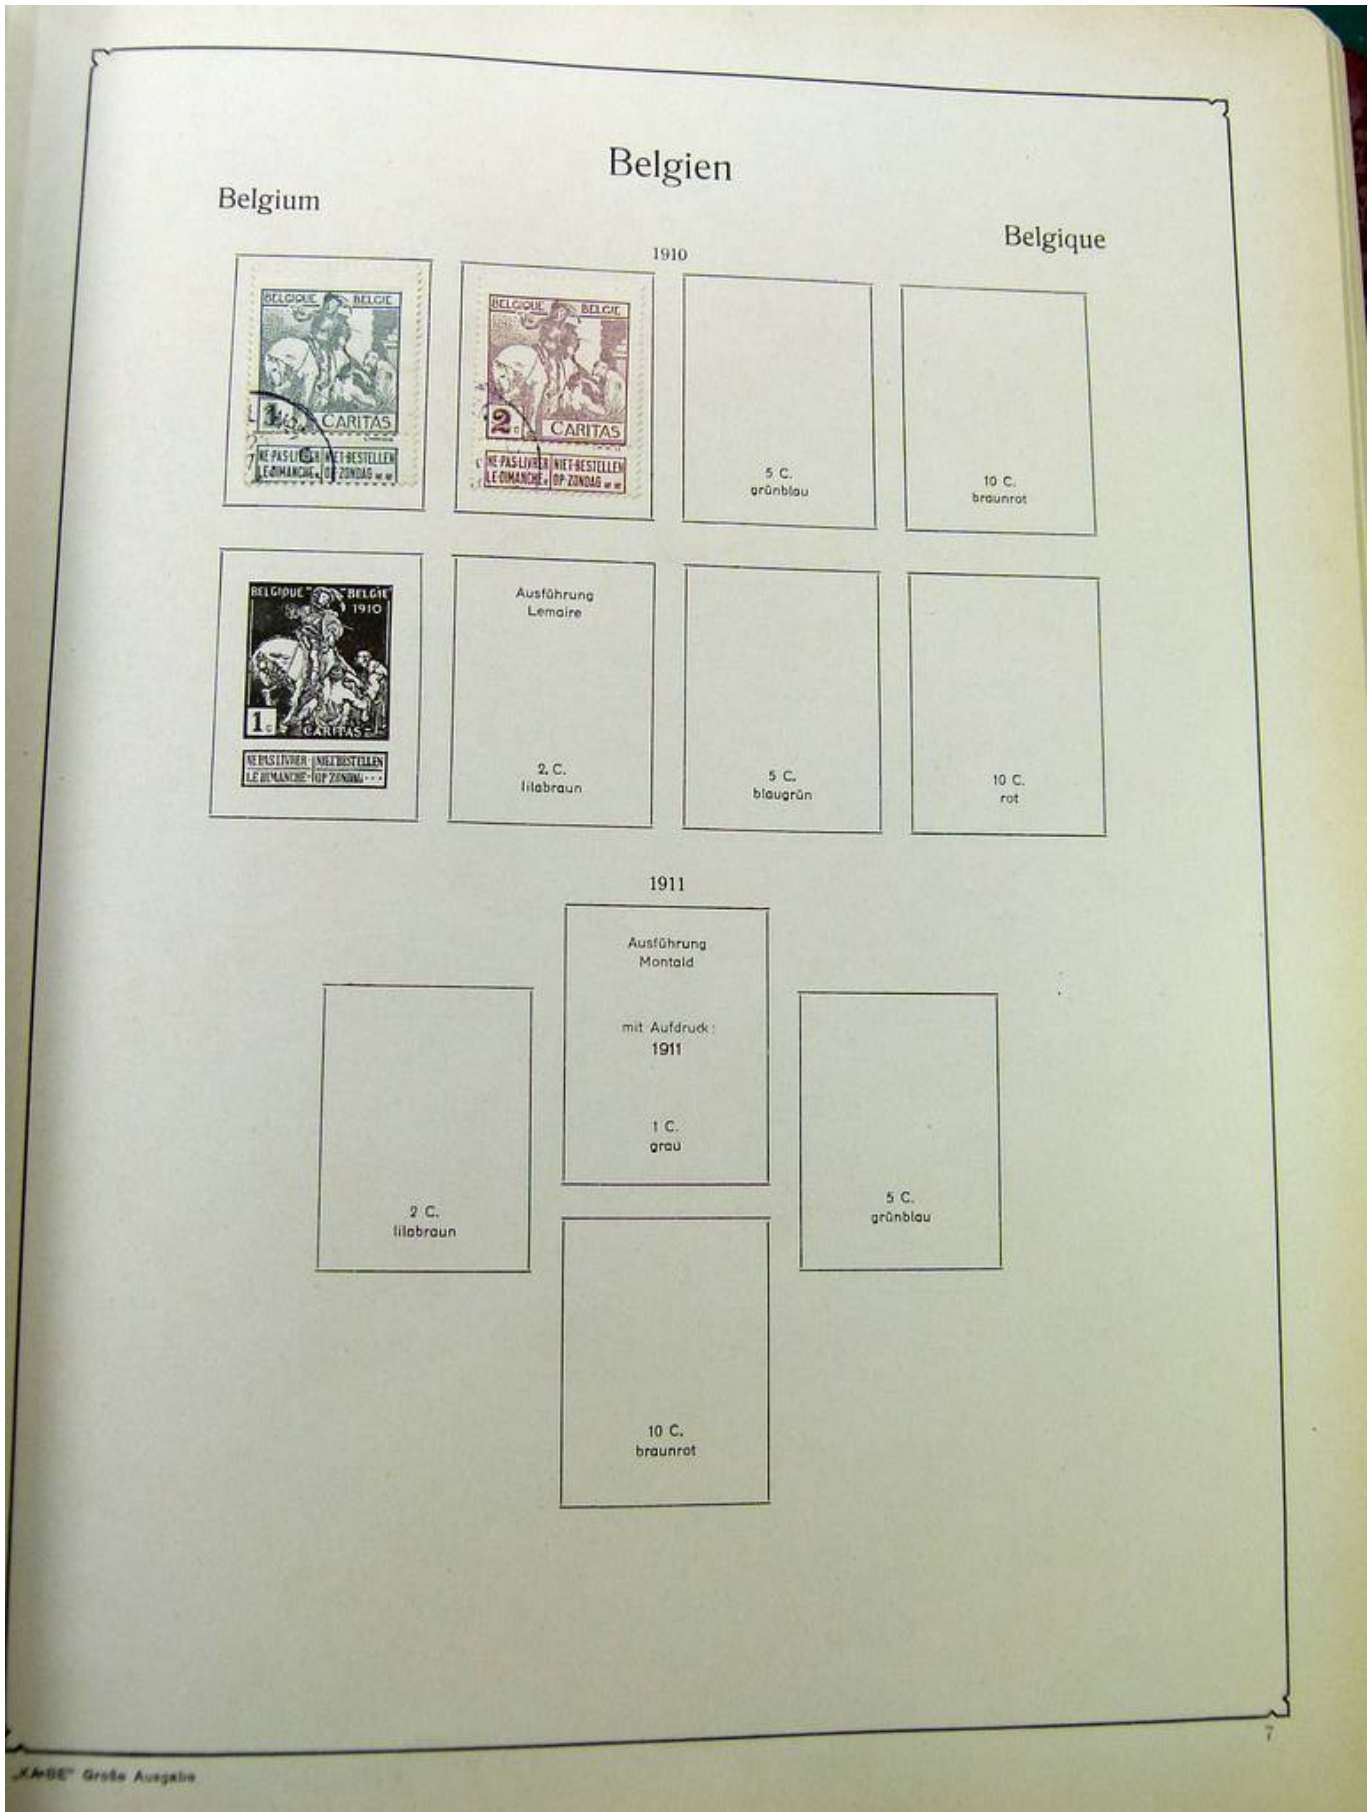 Belgien
Belgium
Belgique
1910
BELGIQUE BELGIE
1c
CARITAS
NE·PAS·LIVRER NIET·BESTELLEN
LE·DIMANCHE OP·ZONDAG
BELGIQUE BELGIE
2c
CARITAS
NE·PAS·LIVRER NIET·BESTELLEN
LE·DIMANCHE OP·ZONDAG
5 C.
grünblau
10 C.
braunrot
BELGIQUE BELGIE
1910
1c
CARITAS
NE PAS LIVRER NIET BESTELLEN
LE DIMANCHE OP ZONDAG
Ausführung
Lemaire
2. C.
lilabraun
5 C.
blaugrün
10 C.
rot
1911
Ausführung
Montald
mit Aufdruck:
1911
1 C.
grau
2 C.
lilabraun
5 C.
grünblau
10 C.
braunrot
7
„KA-BE" Große Ausgabe